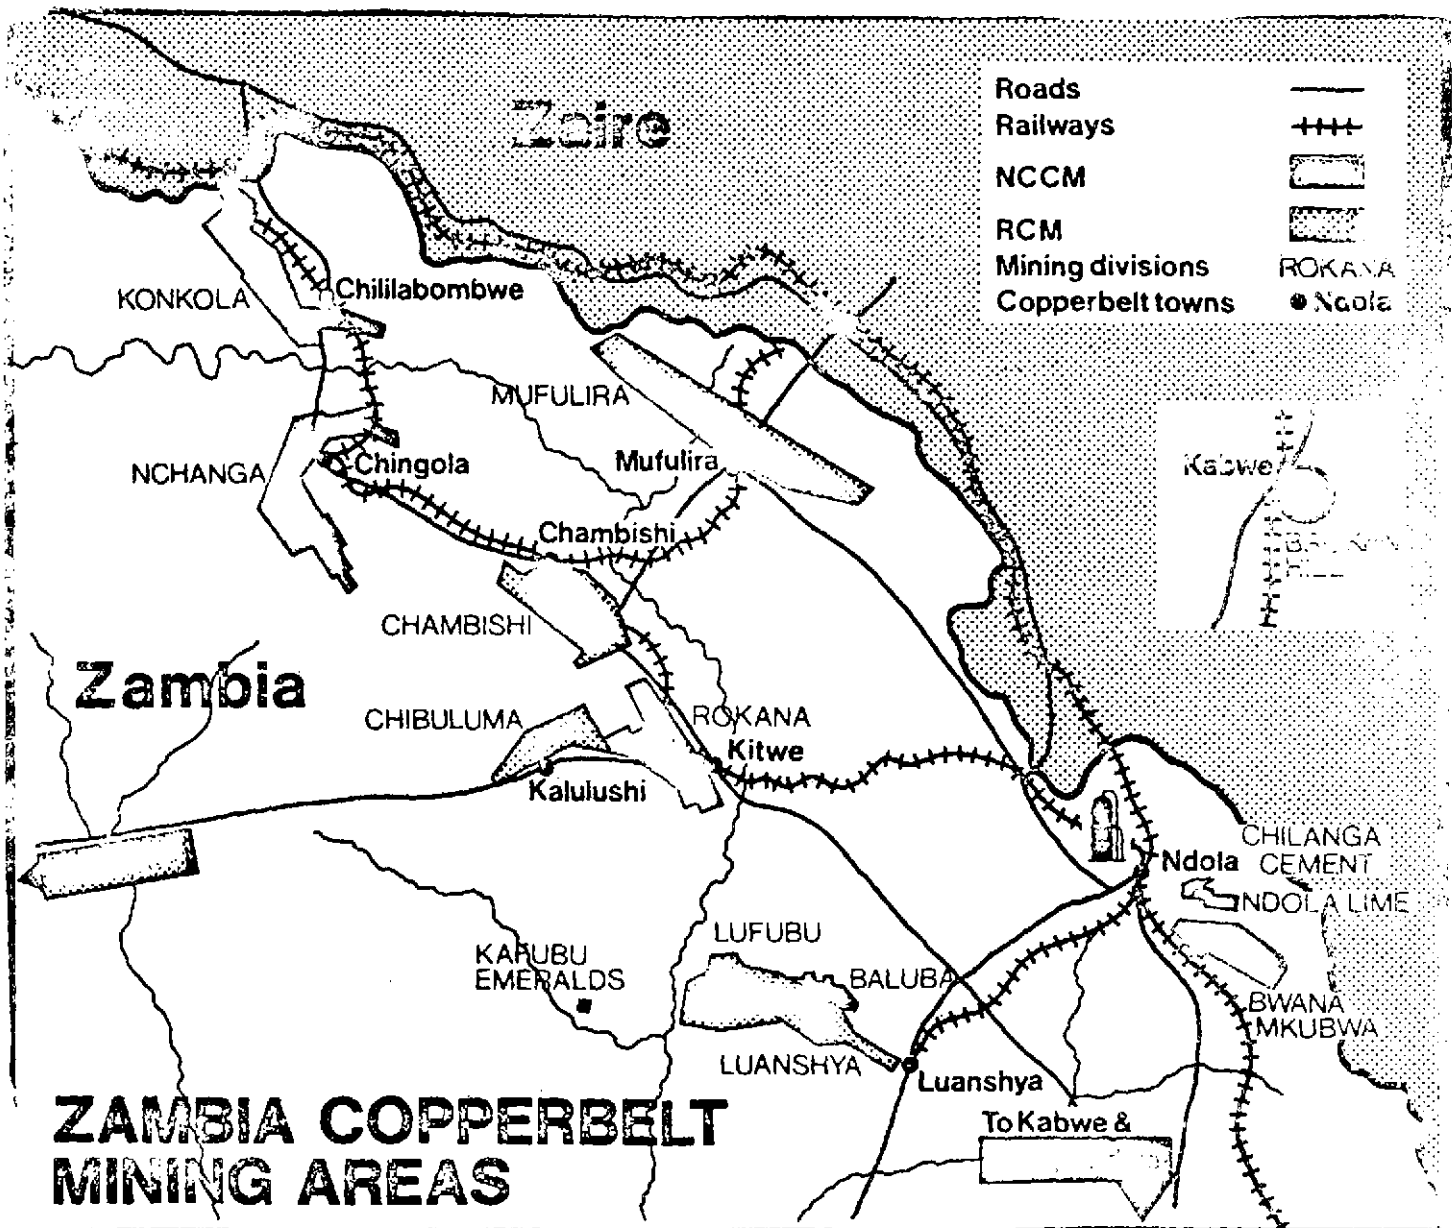 Zaire
Roads
Railways
NCCM
RCM
Mining divisions ROKANA
Copperbelt towns Ndola
KONKOLA
Chililabombwe
MUFULIRA
Mufulira
NCHANGA
Chingola
Kabwe
Chambishi
CHAMBISHI
Zambia
CHIBULUMA
ROKANA
Kitwe
Kalulushi
CHILANGA
CEMENT
Ndola
NDOLA LIME
KAFUBU
EMERALDS
LUFUBU
BALUBA
BWANA
MKUBWA
LUANSHYA
Luanshya
To Kabwe &
ZAMBIA COPPERBELT
MINING AREAS